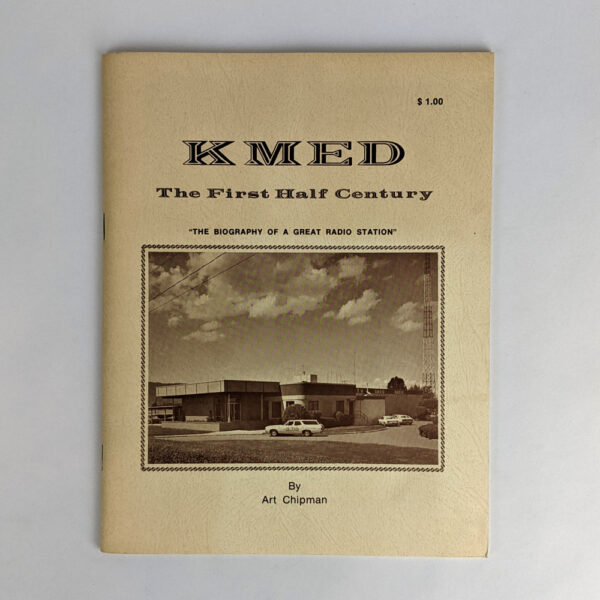 $ 1.00
KMED
The First Half Century
"THE BIOGRAPHY OF A GREAT RADIO STATION"
By
Art Chipman